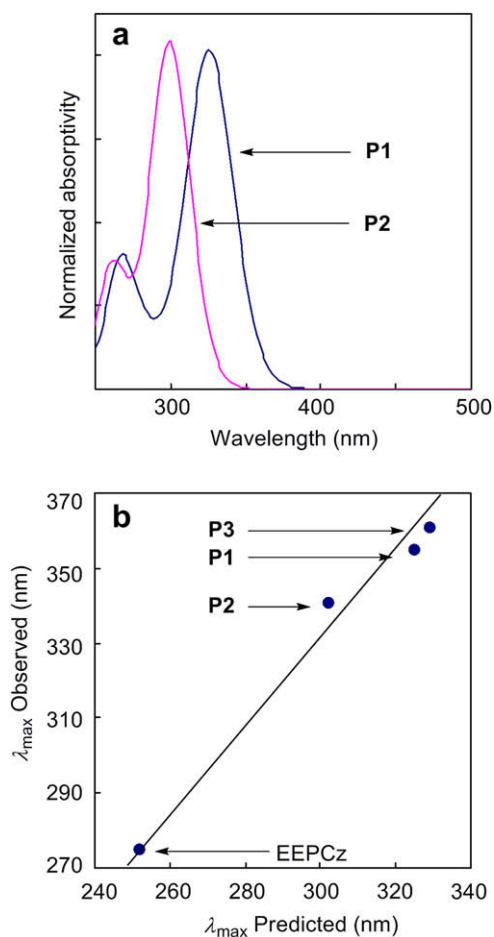 a
Normalized absorptivity
P1
P2
300
400
500
Wavelength (nm)
b
370
350
330
310
290
270
λmax Observed (nm)
P3
P1
P2
EEPCz
240
260
280
300
320
340
λmax Predicted (nm)